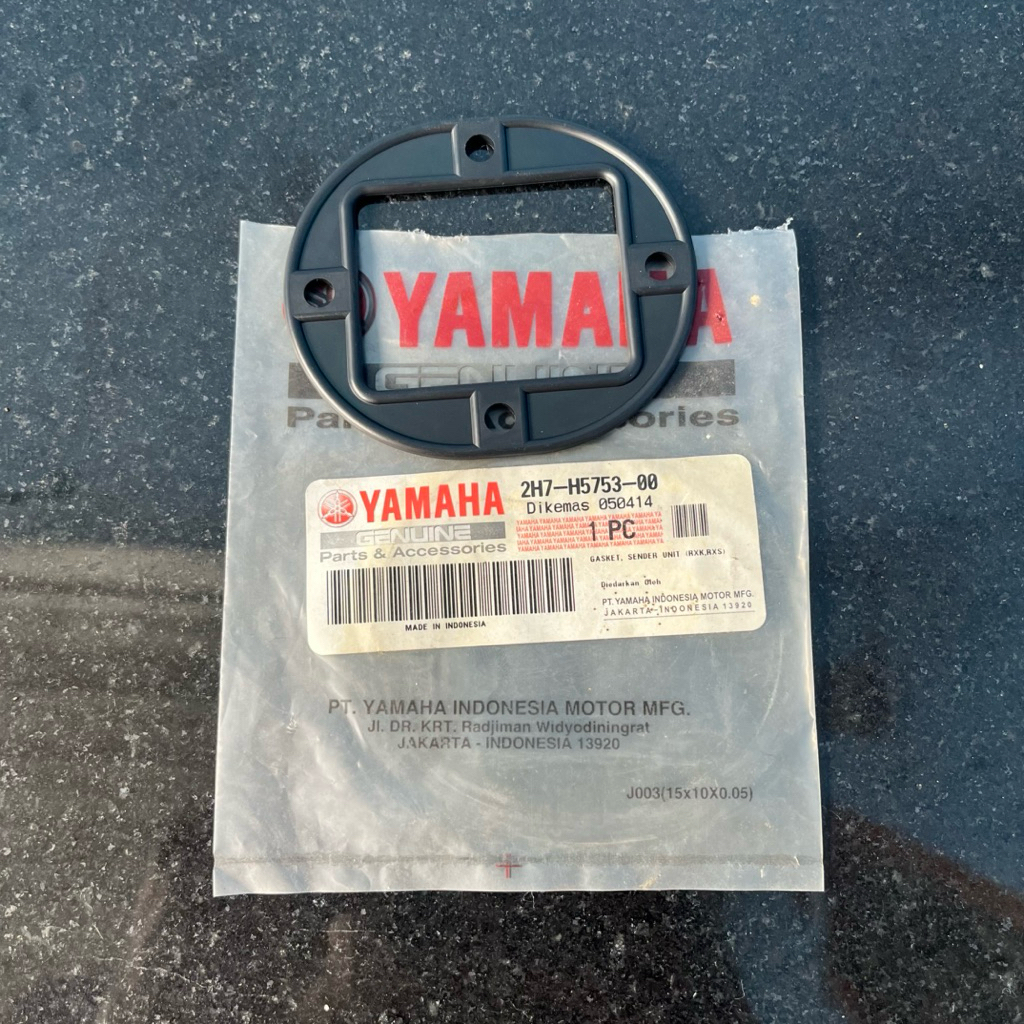 YAMAHA
GENUINE
Parts & Accessories
YAMAHA
GENUINE
Parts & Accessories
2H7-H5753-00
Dikemas 050414
1 PC
GASKET, SENDER UNIT (RXK,RXS)
Diedarkan Oleh
PT. YAMAHA INDONESIA MOTOR MFG.
JAKARTA-INDONESIA 13920
MADE IN INDONESIA
PT. YAMAHA INDONESIA MOTOR MFG.
Jl. DR. KRT. Radjiman Widyodiningrat
JAKARTA - INDONESIA 13920
J003(15x10X0.05)